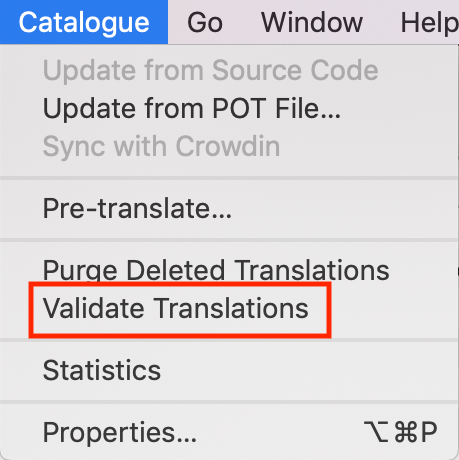 Catalogue Go Window Help
Update from Source Code
Update from POT File...
Sync with Crowdin
Pre-translate...
Purge Deleted Translations
Validate Translations
Statistics
Properties... ⌥⌘P